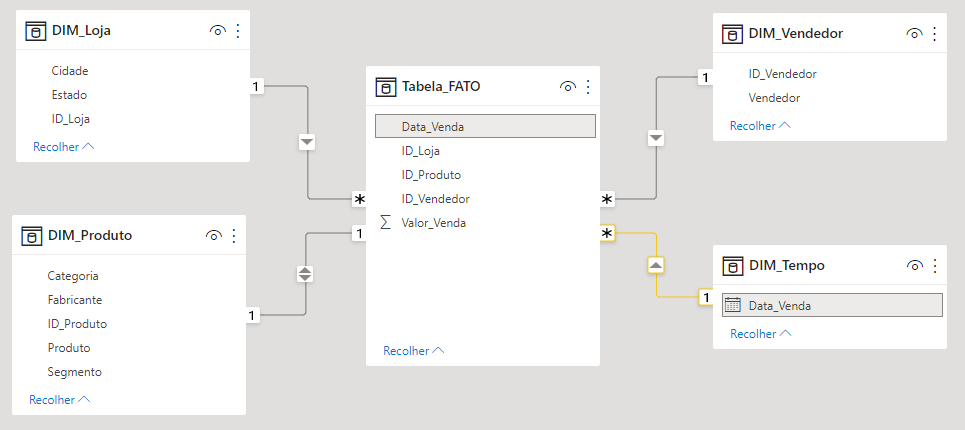 DIM_Loja
Cidade
Estado
ID_Loja
Recolher
1
*
DIM_Produto
Categoria
Fabricante
ID_Produto
Produto
Segmento
Recolher
1
1
Tabela_FATO
Data_Venda
ID_Loja
ID_Produto
ID_Vendedor
Σ Valor_Venda
Recolher
DIM_Vendedor
ID_Vendedor
Vendedor
Recolher
1
*
DIM_Tempo
Data_Venda
Recolher
1
*